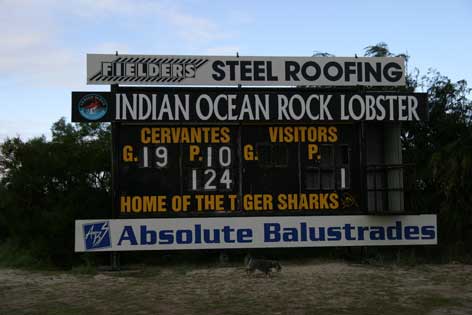 FIELDERS STEEL ROOFING
INDIAN OCEAN ROCK LOBSTER
CERVANTES VISITORS
G. 19 P. 10 G. P.
124 1
HOME OF THE TIGER SHARKS
ABS Absolute Balustrades